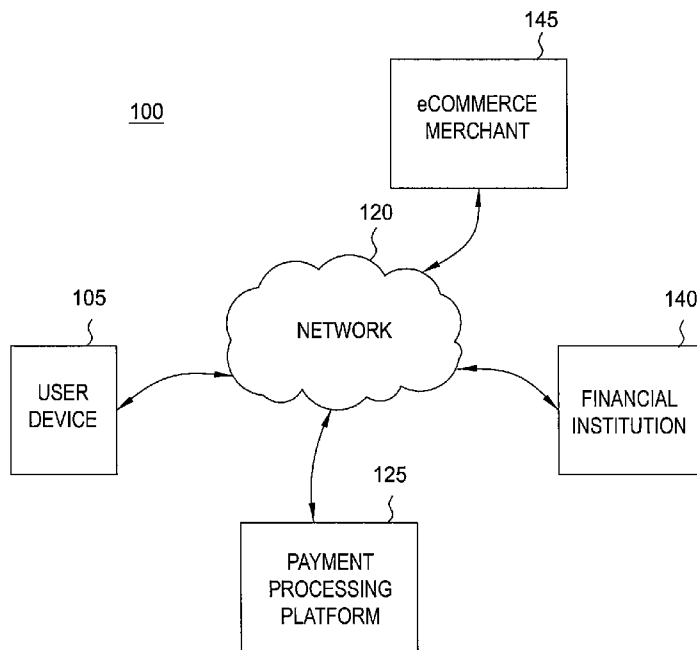 145
eCOMMERCE
MERCHANT
100
120
NETWORK
105
USER
DEVICE
140
FINANCIAL
INSTITUTION
125
PAYMENT
PROCESSING
PLATFORM